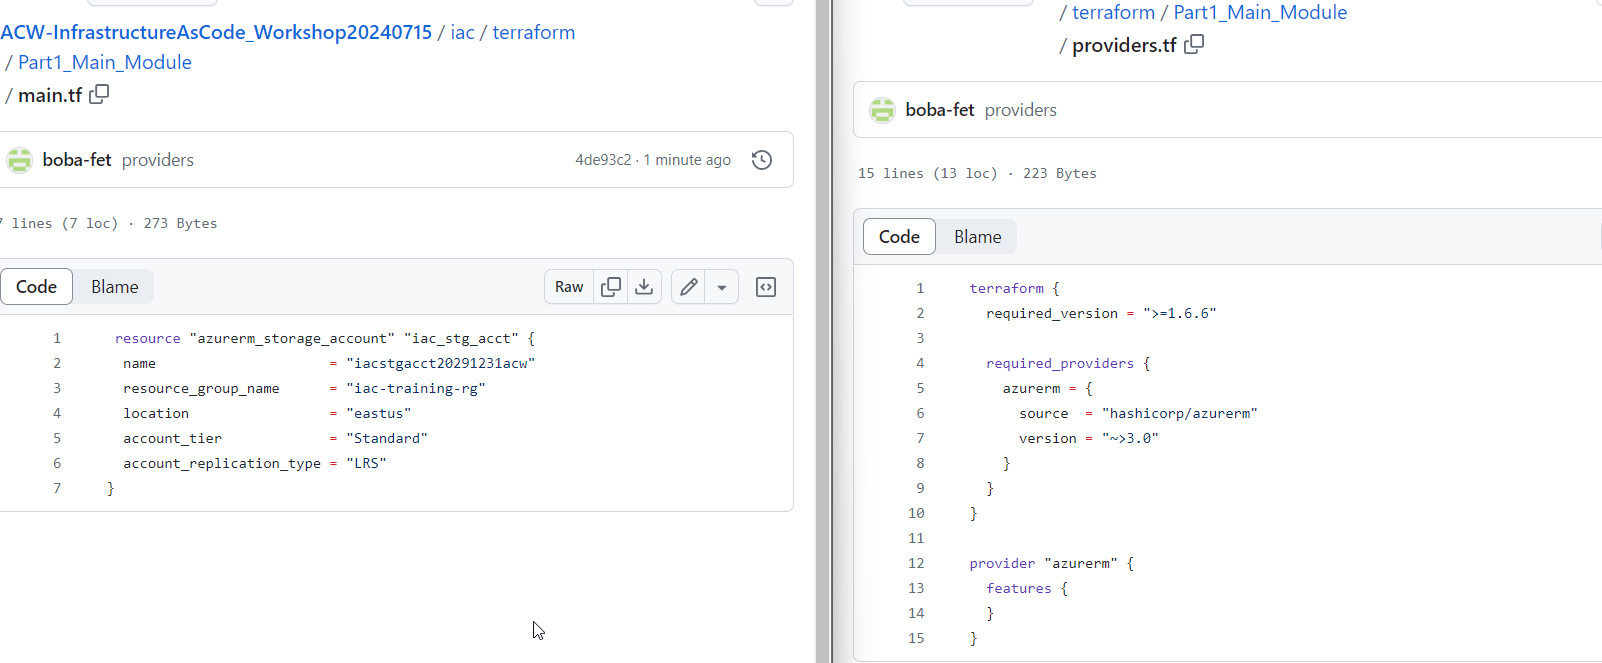 ACW-InfrastructureAsCode_Workshop20240715 / iac / terraform
/ Part1_Main_Module
/ main.tf
boba-fet providers 4de93c2 · 1 minute ago
7 lines (7 loc) · 273 Bytes
Code Blame Raw
1 resource "azurerm_storage_account" "iac_stg_acct" {
2 name = "iacstgacct20291231acw"
3 resource_group_name = "iac-training-rg"
4 location = "eastus"
5 account_tier = "Standard"
6 account_replication_type = "LRS"
7 }
/ terraform / Part1_Main_Module
/ providers.tf
boba-fet providers
15 lines (13 loc) · 223 Bytes
Code Blame
1 terraform {
2 required_version = ">=1.6.6"
3
4 required_providers {
5 azurerm = {
6 source = "hashicorp/azurerm"
7 version = "~>3.0"
8 }
9 }
10 }
11
12 provider "azurerm" {
13 features {
14 }
15 }